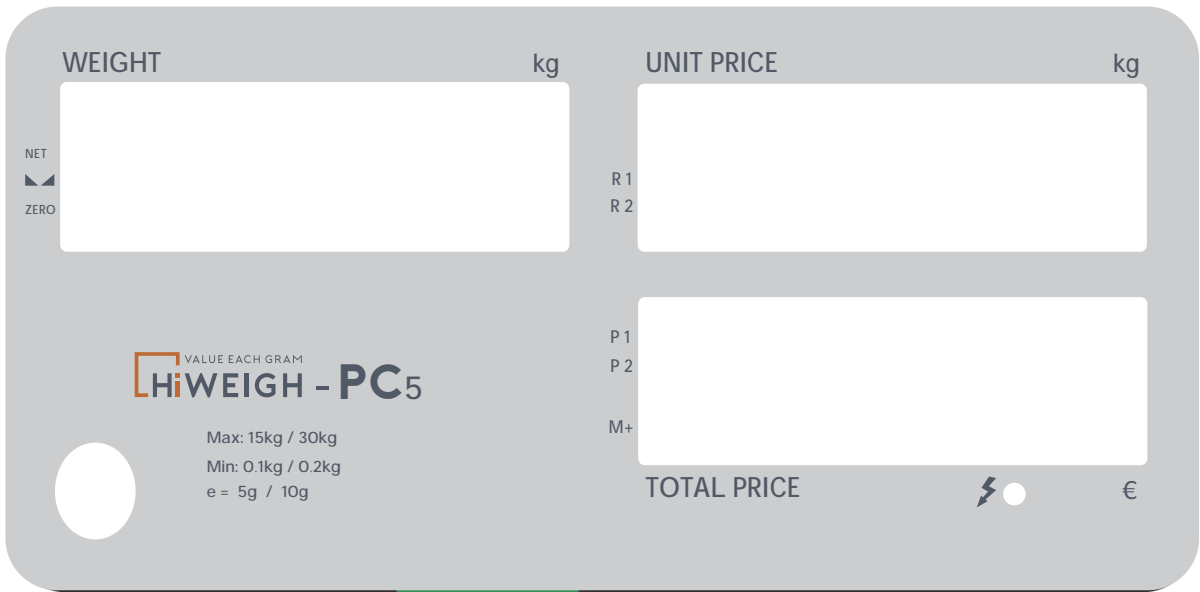 WEIGHT kg
NET
ZERO
UNIT PRICE kg
R 1
R 2
P 1
P 2
M+
TOTAL PRICE €
VALUE EACH GRAM
HiWEIGH - PC5
Max: 15kg / 30kg
Min: 0.1kg / 0.2kg
e = 5g / 10g